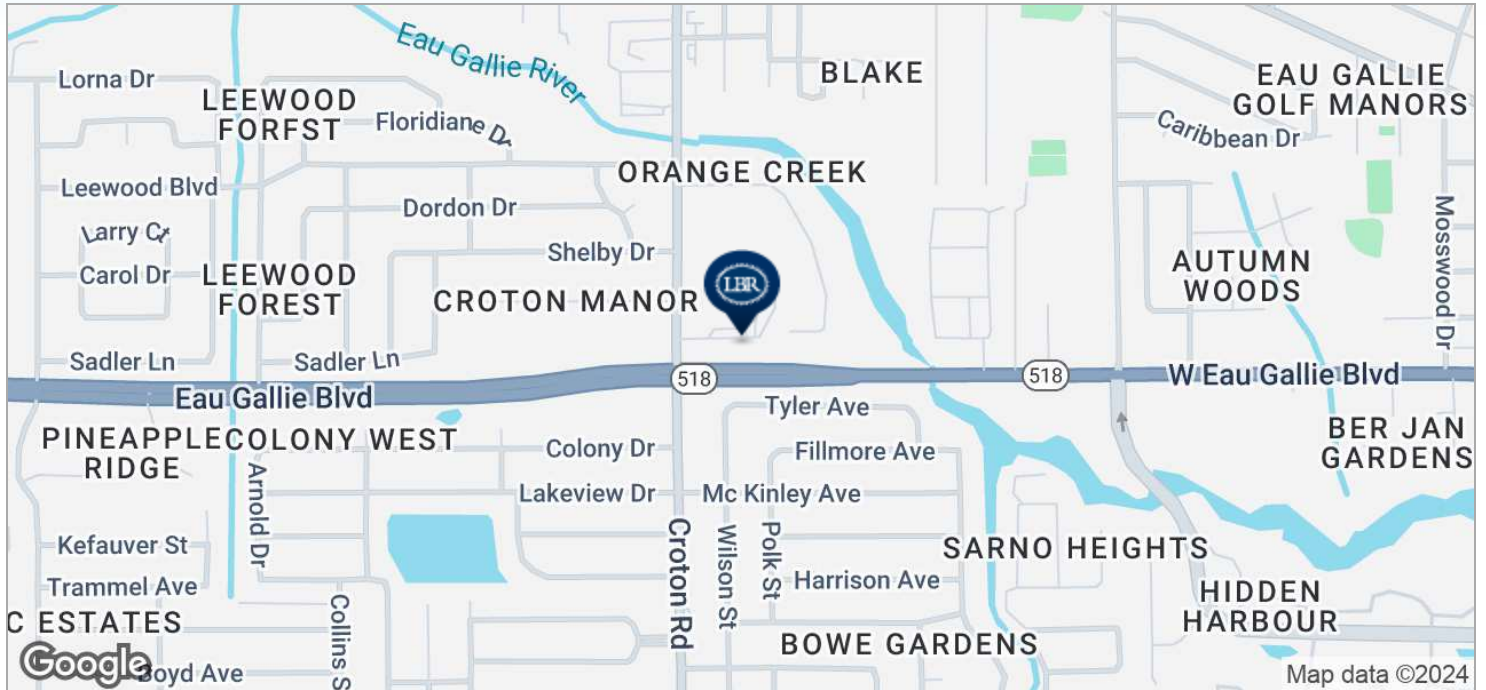 Eau Gallie River
Lorna Dr
BLAKE
EAU GALLIE
GOLF MANORS
LEEWOOD
FORFST
Floridiane Dr
Caribbean Dr
ORANGE CREEK
Leewood Blvd
Dordon Dr
Mosswood Dr
Larry Ct
Shelby Dr
Carol Dr
LEEWOOD
FOREST
CROTON MANOR
LBR
AUTUMN
WOODS
Sadler Ln
Sadler Ln
518
518
W Eau Gallie Blvd
Eau Gallie Blvd
Tyler Ave
PINEAPPLE
RIDGE
COLONY WEST
Colony Dr
Fillmore Ave
BER JAN
GARDENS
Arnold Dr
Lakeview Dr
Mc Kinley Ave
Croton Rd
Wilson St
Polk St
Kefauver St
SARNO HEIGHTS
Trammel Ave
Harrison Ave
HIDDEN
HARBOUR
C ESTATES
Collins S
BOWE GARDENS
Google
Boyd Ave
Map data ©2024